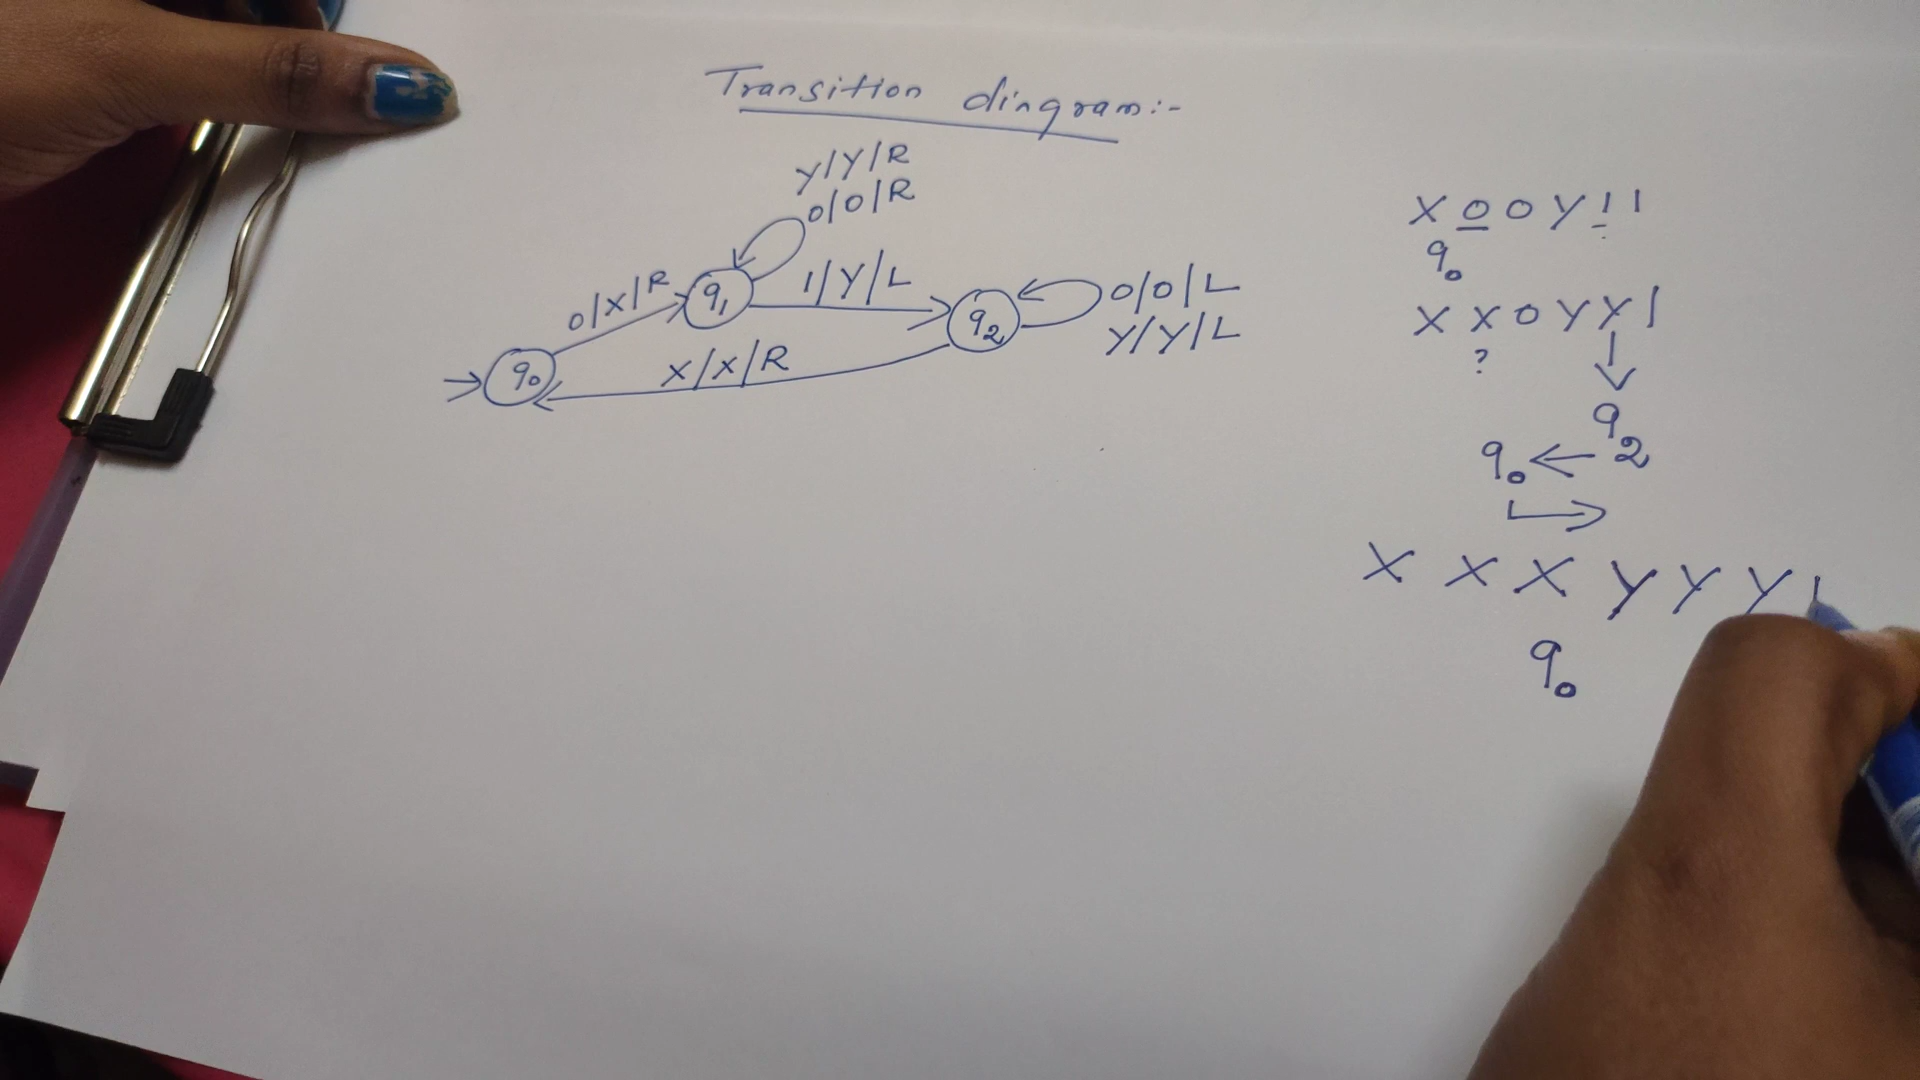 Transition diagram:-
Y/Y/R
0/0/R
0/X/R
q1
1/Y/L
q2
0/0/L
Y/Y/L
q0
X/X/R
X 0 0 Y 1 1
q0
X X 0 Y Y 1
?
q2
q0
X X X Y Y Y
q0